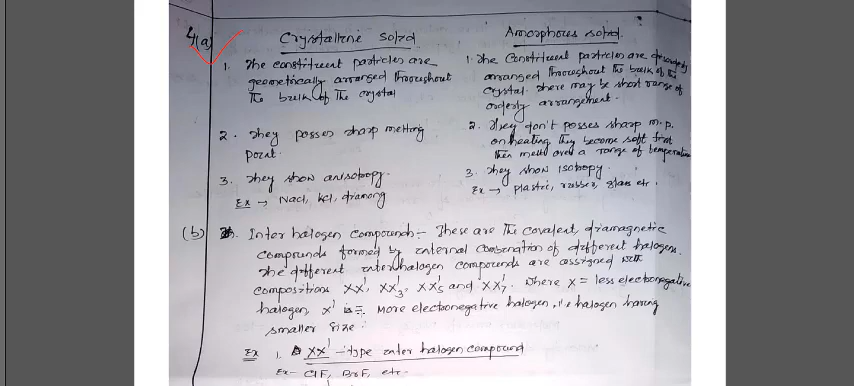 4(a)
Crystalline solid
1. The constituent particles are
geometrically arranged throughout
the bulk of the crystal
2. They posses sharp melting
point.
3. They show anisotropy.
Ex → Nacl, kcl, diamong
Amorphous solid.
1. The Constituent particles are disorderly
arranged throughout the bulk of the
crystal. There may be short range of
orderly arrangement.
2. They don't posses sharp m.p.
on heating they become soft first
then melt over a range of temperature
3. They show isotropy.
Ex → plastic, rubber, glass etc.
(b) Inter halogen compounds - These are the covalent, diamagnetic
compounds formed by internal combination of different halogens.
The different inter halogen compounds are assigned with
compositions XX', XX'3, XX'5 and XX'7. Where X = less electronegative
halogen, X' = More electronegative halogen, i.e halogen having
smaller size.
Ex 1. XX' - type inter halogen compound
Ex - ClF, BrF, etc.